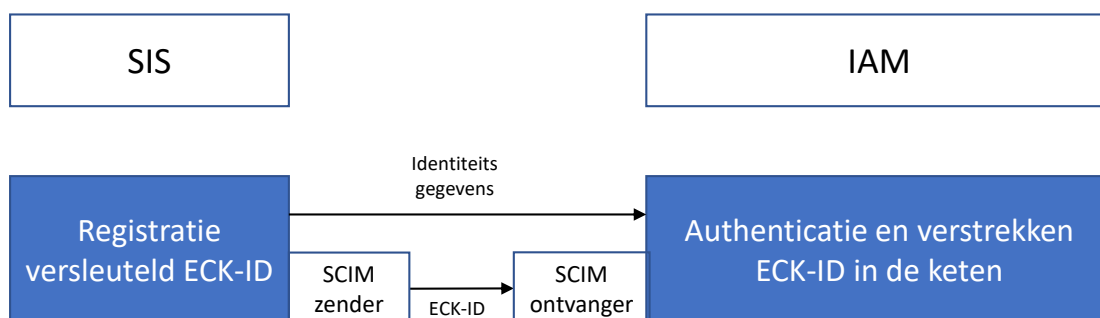 SIS
IAM
Identiteits
gegevens
Registratie
versleuteld ECK-ID
Authenticatie en verstrekken
ECK-ID in de keten
SCIM
zender
ECK-ID
SCIM
ontvanger